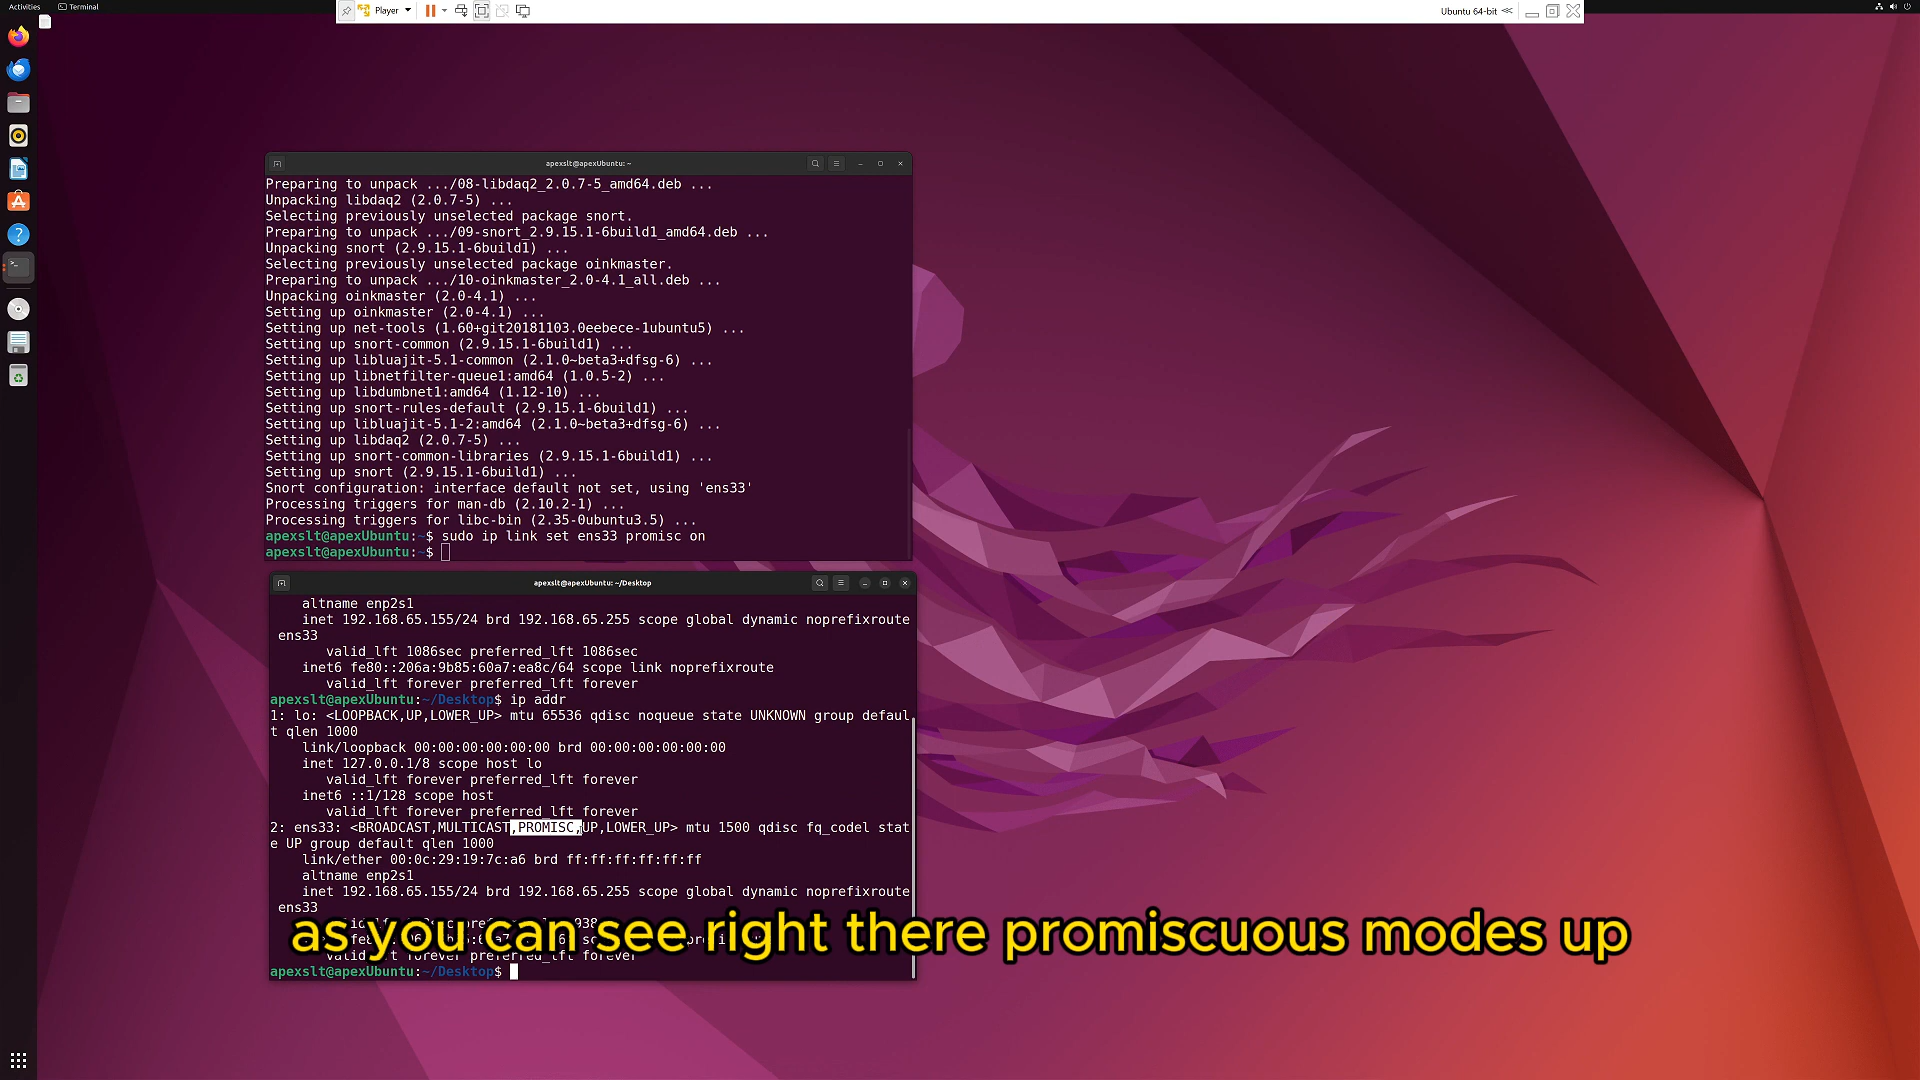 Activities
Terminal
Player
Ubuntu 64-bit
apexslt@apexUbuntu: ~
Preparing to unpack .../08-libdaq2_2.0.7-5_amd64.deb ...
Unpacking libdaq2 (2.0.7-5) ...
Selecting previously unselected package snort.
Preparing to unpack .../09-snort_2.9.15.1-6build1_amd64.deb ...
Unpacking snort (2.9.15.1-6build1) ...
Selecting previously unselected package oinkmaster.
Preparing to unpack .../10-oinkmaster_2.0-4.1_all.deb ...
Unpacking oinkmaster (2.0-4.1) ...
Setting up oinkmaster (2.0-4.1) ...
Setting up net-tools (1.60+git20181103.0eebece-1ubuntu5) ...
Setting up snort-common (2.9.15.1-6build1) ...
Setting up libluajit-5.1-common (2.1.0~beta3+dfsg-6) ...
Setting up libnetfilter-queue1:amd64 (1.0.5-2) ...
Setting up libdumbnet1:amd64 (1.12-10) ...
Setting up snort-rules-default (2.9.15.1-6build1) ...
Setting up libluajit-5.1-2:amd64 (2.1.0~beta3+dfsg-6) ...
Setting up libdaq2 (2.0.7-5) ...
Setting up snort-common-libraries (2.9.15.1-6build1) ...
Setting up snort (2.9.15.1-6build1) ...
Snort configuration: interface default not set, using 'ens33'
Processing triggers for man-db (2.10.2-1) ...
Processing triggers for libc-bin (2.35-0ubuntu3.5) ...
apexslt@apexUbuntu:~$ sudo ip link set ens33 promisc on
apexslt@apexUbuntu:~$
apexslt@apexUbuntu: ~/Desktop
altname enp2s1
inet 192.168.65.155/24 brd 192.168.65.255 scope global dynamic noprefixroute
ens33
valid_lft 1086sec preferred_lft 1086sec
inet6 fe80::206a:9b85:60a7:ea8c/64 scope link noprefixroute
valid_lft forever preferred_lft forever
apexslt@apexUbuntu:~/Desktop$ ip addr
1: lo: <LOOPBACK,UP,LOWER_UP> mtu 65536 qdisc noqueue state UNKNOWN group defaul
t qlen 1000
link/loopback 00:00:00:00:00:00 brd 00:00:00:00:00:00
inet 127.0.0.1/8 scope host lo
valid_lft forever preferred_lft forever
inet6 ::1/128 scope host
valid_lft forever preferred_lft forever
2: ens33: <BROADCAST,MULTICAST,PROMISC,UP,LOWER_UP> mtu 1500 qdisc fq_codel stat
e UP group default qlen 1000
link/ether 00:0c:29:19:7c:a6 brd ff:ff:ff:ff:ff:ff
altname enp2s1
inet 192.168.65.155/24 brd 192.168.65.255 scope global dynamic noprefixroute
ens33
as you can see right there promiscuous modes up
valid_lft forever preferred_lft forever
apexslt@apexUbuntu:~/Desktop$